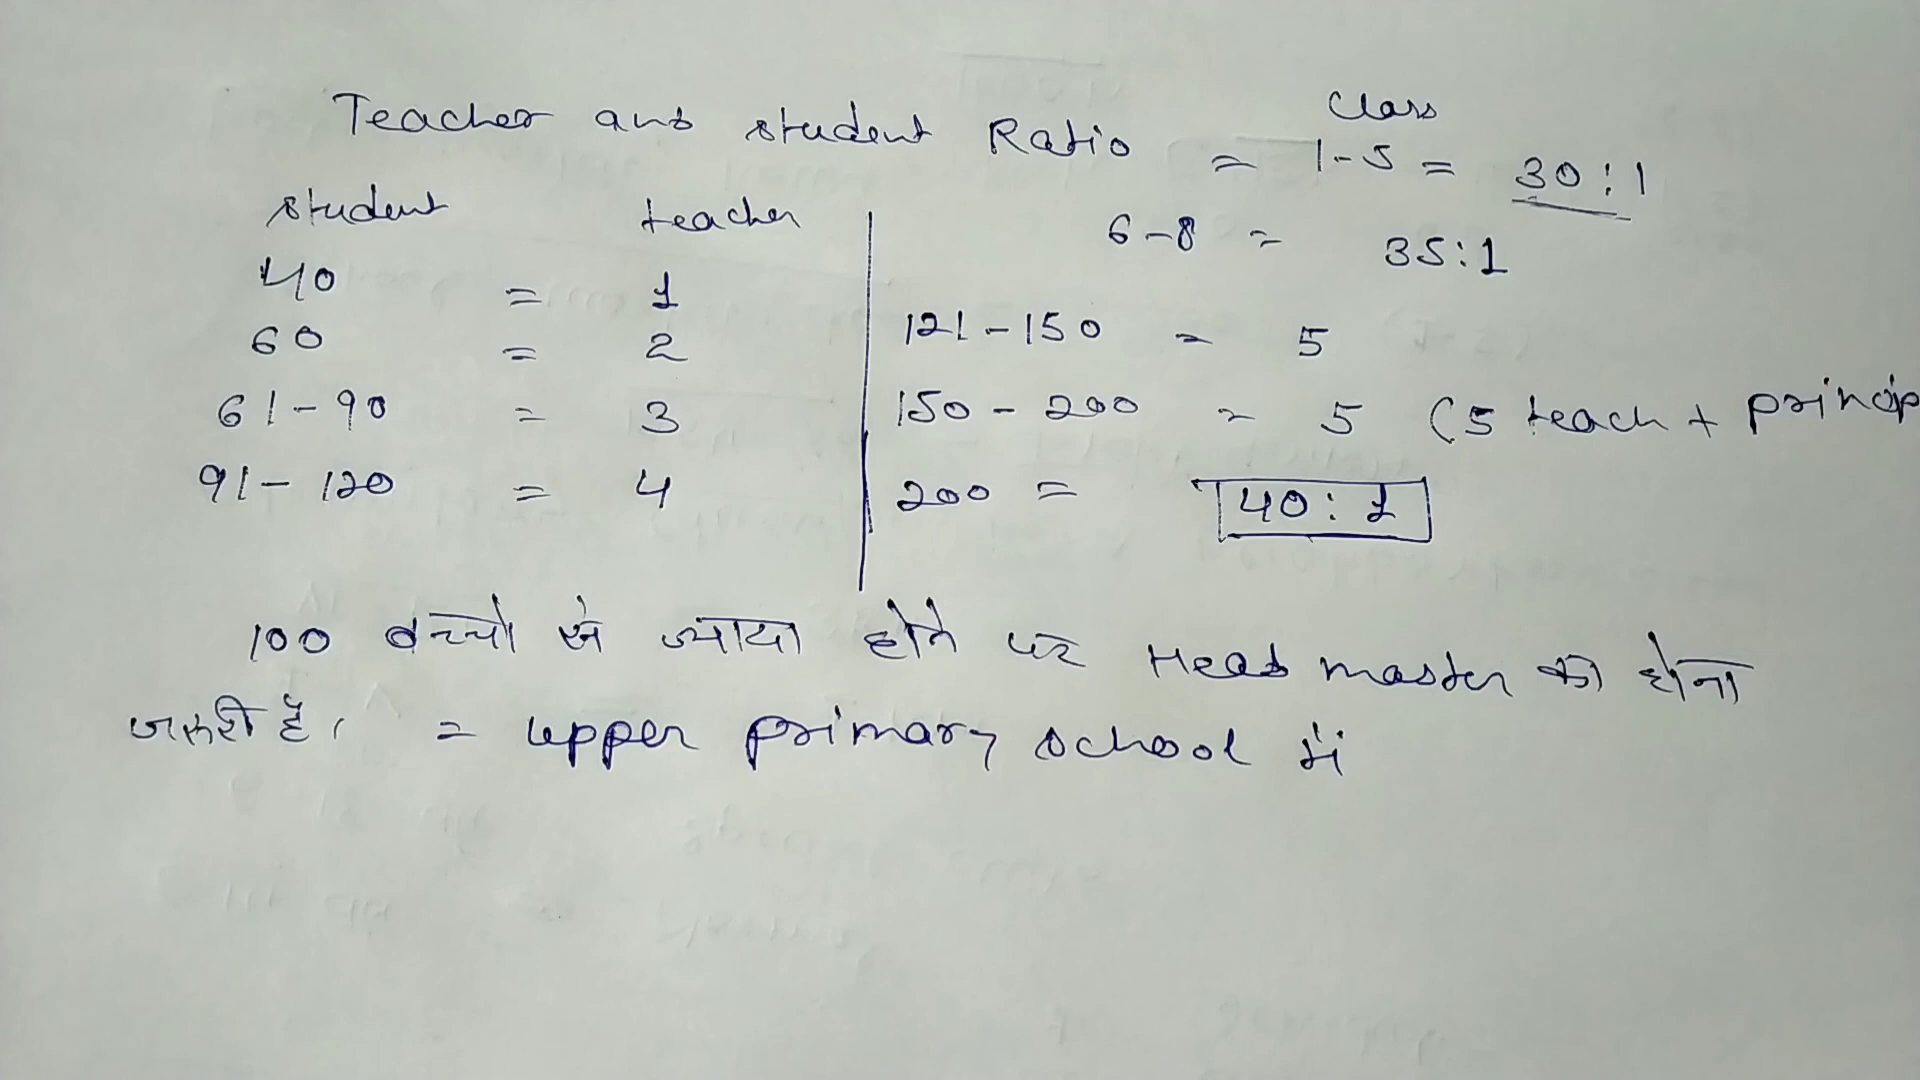 Teacher and student Ratio = Class 1-5 = 30:1
6-8 = 35:1
student teacher
40 = 1
60 = 2
61-90 = 3
91-120 = 4
121-150 = 5
150-200 = 5 (5 teach + princip
200 = 40:1
100 बच्चो से ज्याया होने पर Head master का होना
जरूरी है। = upper primary school में